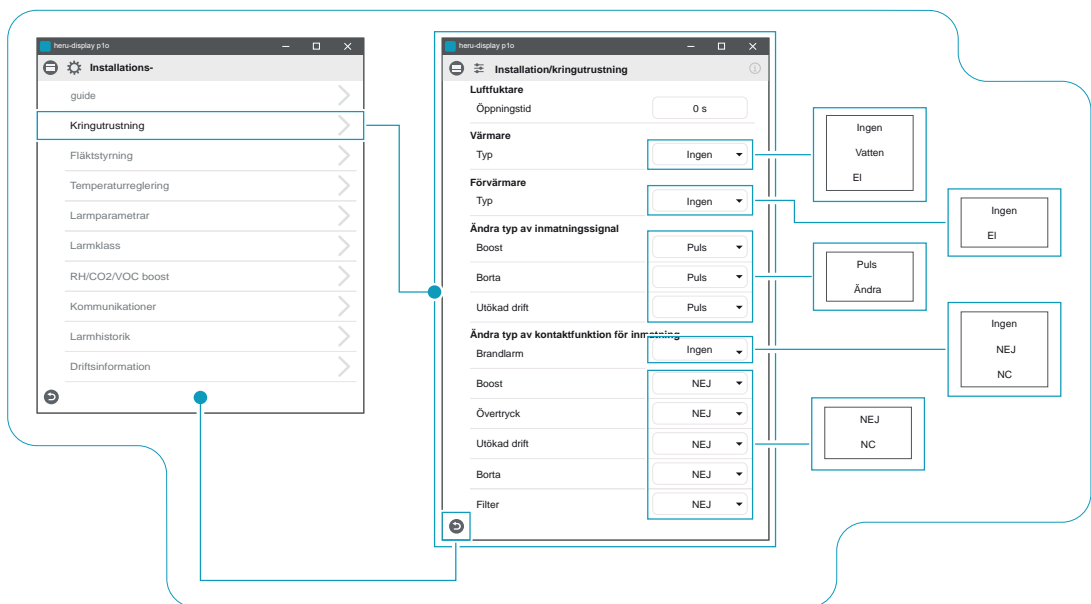 heru-display p1o
Installations-
guide
Kringutrustning
Fläktstyrning
Temperaturreglering
Larmparametrar
Larmklass
RH/CO2/VOC boost
Kommunikationer
Larmhistorik
Driftsinformation
heru-display p1o
Installation/kringutrustning
Luftfuktare
Öppningstid 0 s
Värmare
Typ Ingen
Förvärmare
Typ Ingen
Ändra typ av inmatningssignal
Boost Puls
Borta Puls
Utökad drift Puls
Ändra typ av kontaktfunktion för inmatning
Brandlarm Ingen
Boost NEJ
Övertryck NEJ
Utökad drift NEJ
Borta NEJ
Filter NEJ
Ingen
Vatten
El
Ingen
El
Puls
Ändra
Ingen
NEJ
NC
NEJ
NC